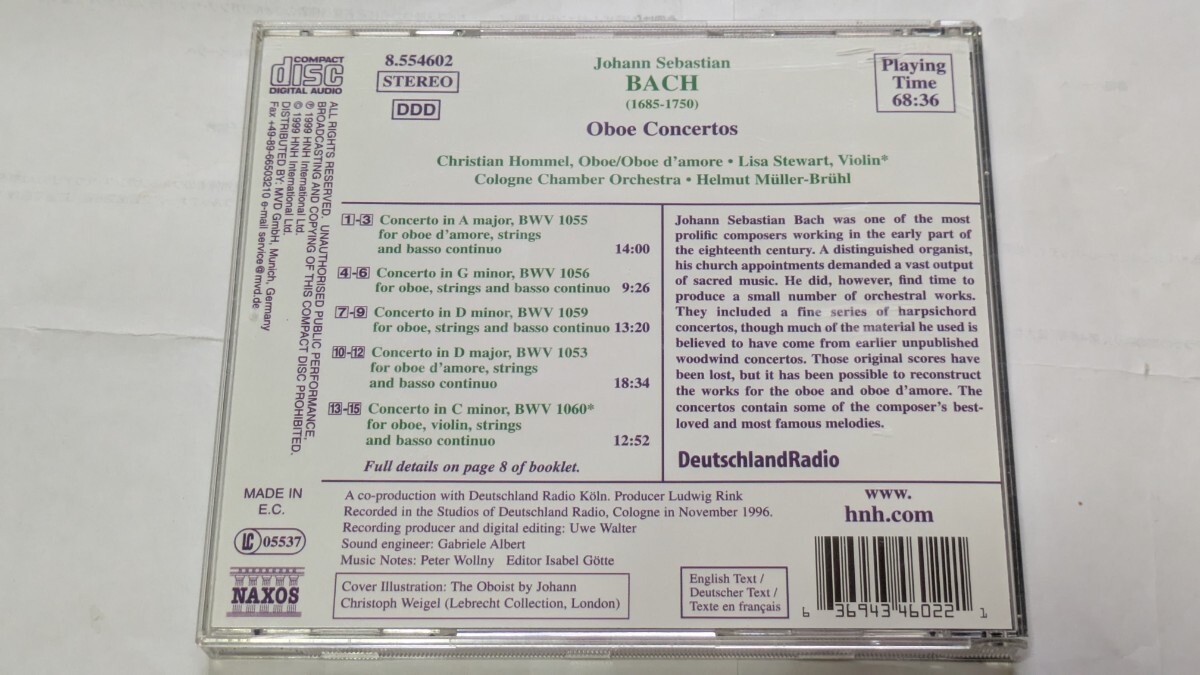 COMPACT
disc
DIGITAL AUDIO
8.554602
STEREO
DDD
Johann Sebastian
BACH
(1685-1750)
Oboe Concertos
Playing
Time
68:36
Christian Hommel, Oboe/Oboe d'amore • Lisa Stewart, Violin*
Cologne Chamber Orchestra • Helmut Müller-Brühl
ALL RIGHTS RESERVED. UNAUTHORISED PUBLIC PERFORMANCE,
BROADCASTING AND COPYING OF THIS COMPACT DISC PROHIBITED.
℗ 1999 HNH International Ltd.
© 1999 HNH International Ltd.
DISTRIBUTED BY: MVD GmbH, Munich, Germany
Fax +49-89-66503210 e-mail service@mvd.de
1-3 Concerto in A major, BWV 1055
for oboe d'amore, strings
and basso continuo 14:00
4-6 Concerto in G minor, BWV 1056
for oboe, strings and basso continuo 9:26
7-9 Concerto in D minor, BWV 1059
for oboe, strings and basso continuo 13:20
10-12 Concerto in D major, BWV 1053
for oboe d'amore, strings
and basso continuo 18:34
13-15 Concerto in C minor, BWV 1060*
for oboe, violin, strings
and basso continuo 12:52
Full details on page 8 of booklet.
Johann Sebastian Bach was one of the most
prolific composers working in the early part of
the eighteenth century. A distinguished organist,
his church appointments demanded a vast output
of sacred music. He did, however, find time to
produce a small number of orchestral works.
They included a fine series of harpsichord
concertos, though much of the material he used is
believed to have come from earlier unpublished
woodwind concertos. Those original scores have
been lost, but it has been possible to reconstruct
the works for the oboe and oboe d'amore. The
concertos contain some of the composer's best-
loved and most famous melodies.
DeutschlandRadio
MADE IN
E.C.
LC 05537
NAXOS
A co-production with Deutschland Radio Köln. Producer Ludwig Rink
Recorded in the Studios of Deutschland Radio, Cologne in November 1996.
Recording producer and digital editing: Uwe Walter
Sound engineer: Gabriele Albert
Music Notes: Peter Wollny Editor Isabel Götte
Cover Illustration: The Oboist by Johann
Christoph Weigel (Lebrecht Collection, London)
English Text /
Deutscher Text /
Texte en français
www.
hnh.com
6 36943 46022 1